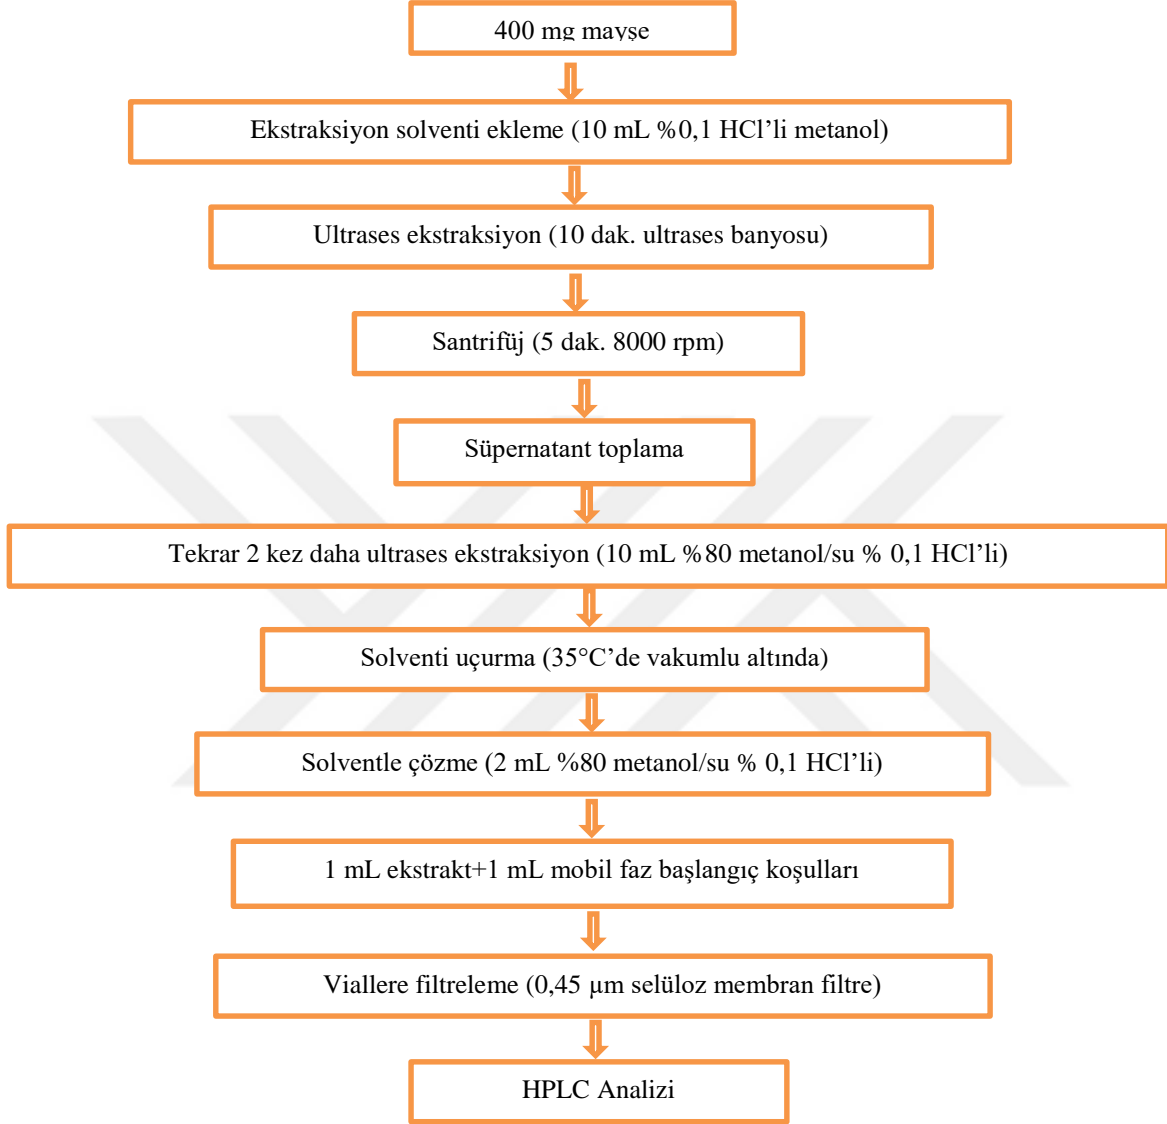 400 mg mayşe
Ekstraksiyon solventi ekleme (10 mL %0,1 HCl’li metanol)
Ultrases ekstraksiyon (10 dak. ultrases banyosu)
Santrifüj (5 dak. 8000 rpm)
Süpernatant toplama
Tekrar 2 kez daha ultrases ekstraksiyon (10 mL %80 metanol/su % 0,1 HCl’li)
Solventi uçurma (35°C’de vakumlu altında)
Solventle çözme (2 mL %80 metanol/su % 0,1 HCl’li)
1 mL ekstrakt+1 mL mobil faz başlangıç koşulları
Viallere filtreleme (0,45 µm selüloz membran filtre)
HPLC Analizi